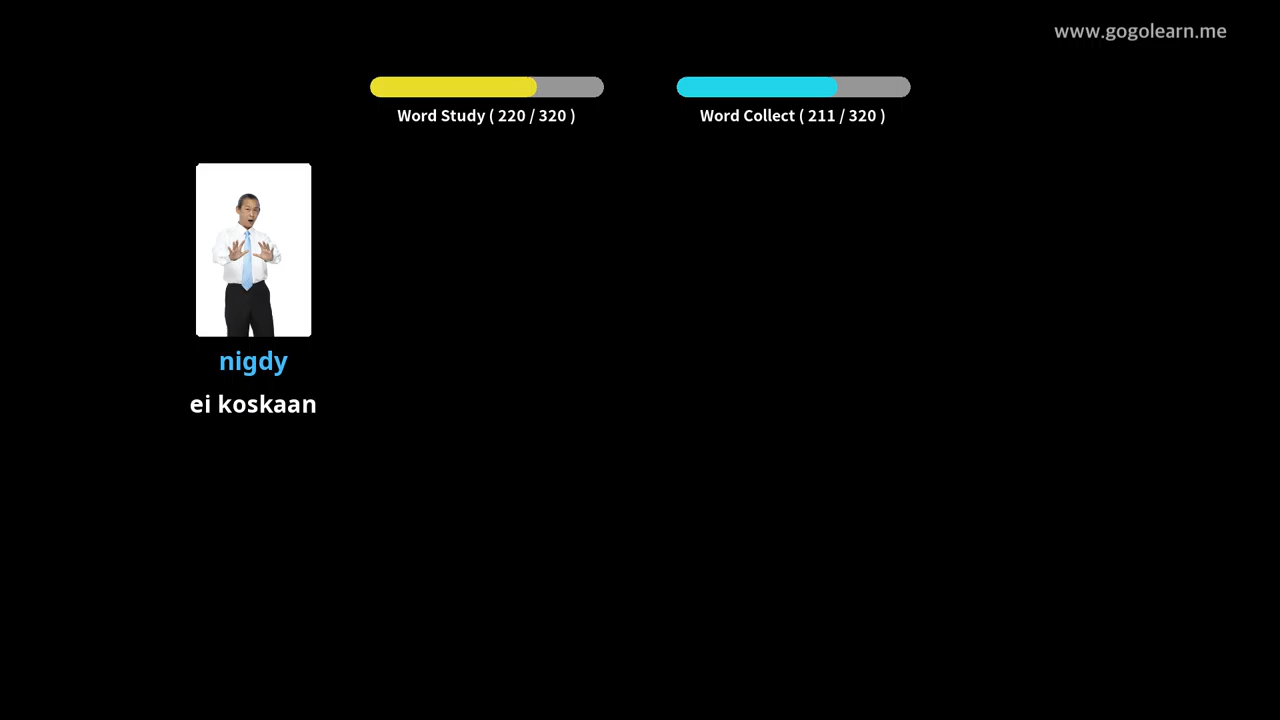 www.gogolearn.me
Word Study ( 220 / 320 )
Word Collect ( 211 / 320 )
nigdy
ei koskaan